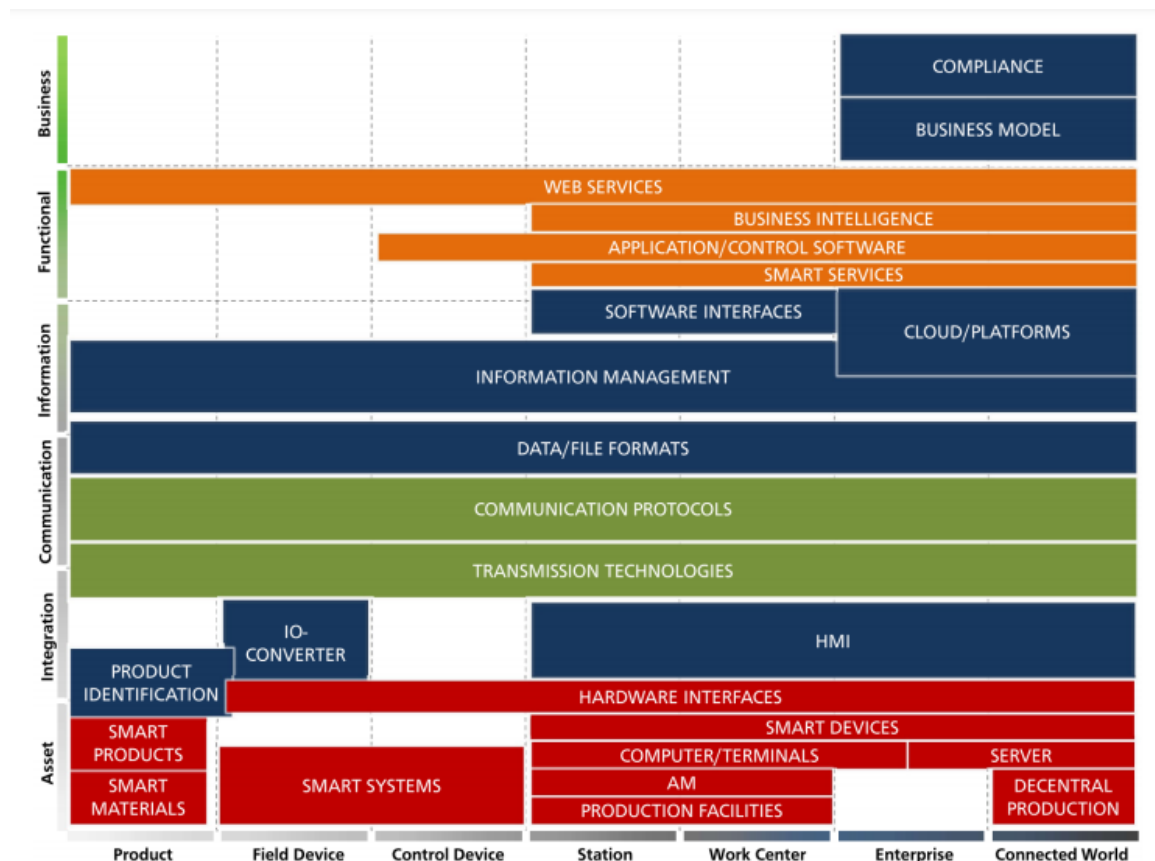 COMPLIANCE
BUSINESS MODEL
Business
WEB SERVICES
BUSINESS INTELLIGENCE
APPLICATION/CONTROL SOFTWARE
SMART SERVICES
Functional
SOFTWARE INTERFACES
CLOUD/PLATFORMS
INFORMATION MANAGEMENT
Information
DATA/FILE FORMATS
COMMUNICATION PROTOCOLS
Communication
TRANSMISSION TECHNOLOGIES
IO-
CONVERTER
HMI
PRODUCT
IDENTIFICATION
HARDWARE INTERFACES
Integration
SMART
PRODUCTS
SMART DEVICES
COMPUTER/TERMINALS
SERVER
SMART
MATERIALS
SMART SYSTEMS
AM
PRODUCTION FACILITIES
DECENTRAL
PRODUCTION
Asset
Product
Field Device
Control Device
Station
Work Center
Enterprise
Connected World